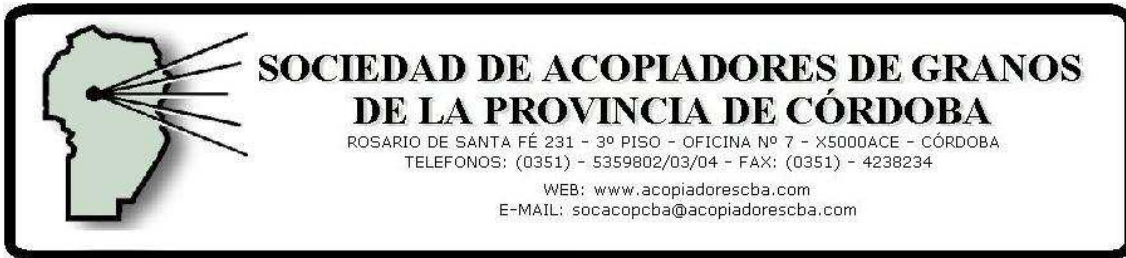 SOCIEDAD DE ACOPIADORES DE GRANOS
DE LA PROVINCIA DE CÓRDOBA
ROSARIO DE SANTA FÉ 231 - 3º PISO - OFICINA Nº 7 - X5000ACE - CÓRDOBA
TELEFONOS: (0351) - 5359802/03/04 - FAX: (0351) - 4238234
WEB: www.acopiadorescba.com
E-MAIL: socacopcba@acopiadorescba.com